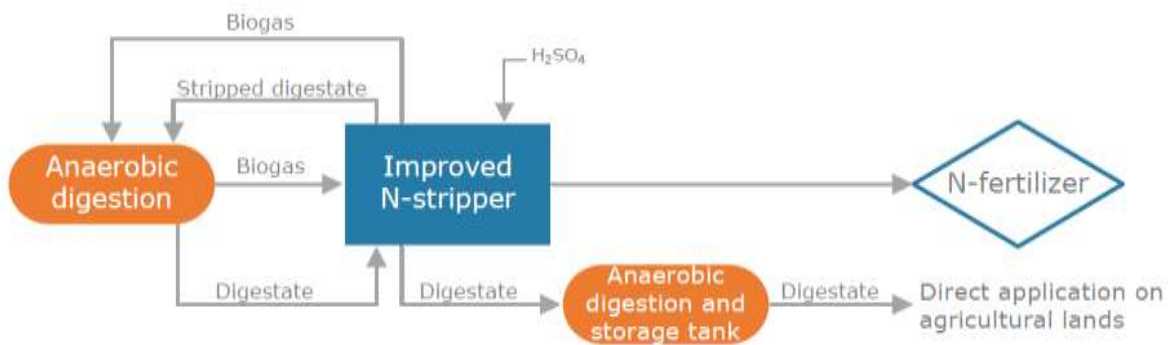 Biogas
H₂SO₄
Stripped digestate
Anaerobic
digestion
Biogas
Improved
N-stripper
N-fertilizer
Digestate
Digestate
Anaerobic
digestion and
storage tank
Digestate
Direct application on
agricultural lands